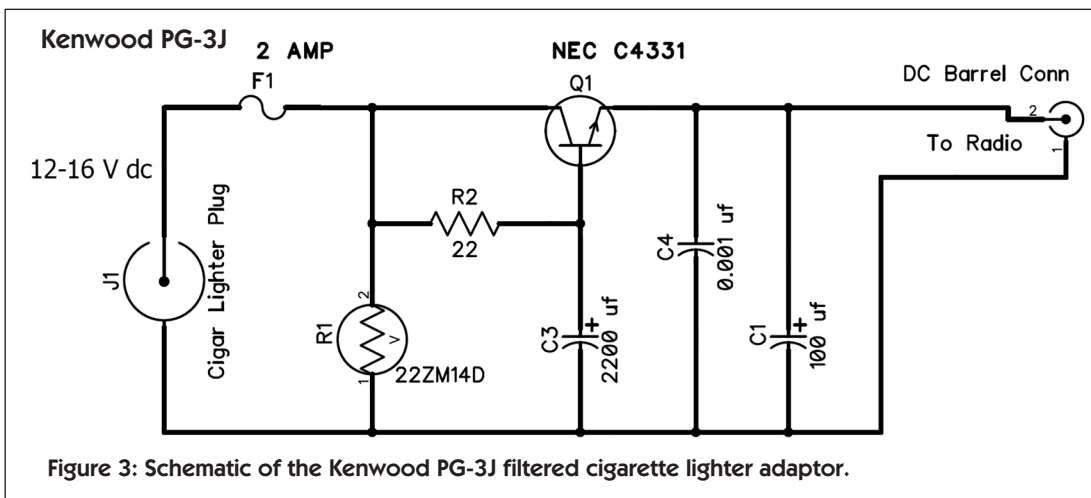 Kenwood PG-3J
2 AMP
F1
NEC C4331
Q1
DC Barrel Conn
2
1
To Radio
12-16 V dc
J1
Cigar Lighter Plug
R2
22
R1
2
1
V
22ZM14D
C3
+
2200 uf
C4
0.001 uf
C1
+
100 uf
Figure 3: Schematic of the Kenwood PG-3J filtered cigarette lighter adaptor.